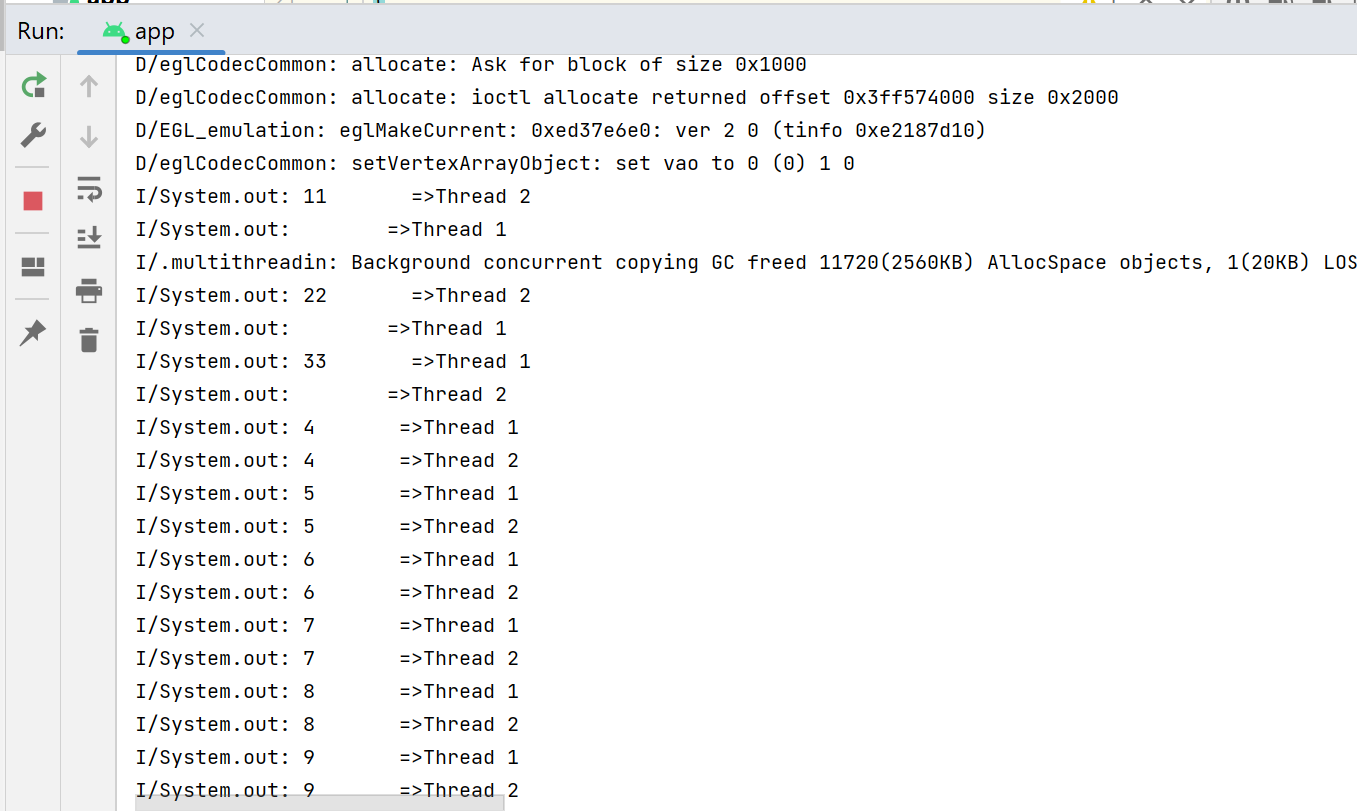 app
Run: app
D/eglCodecCommon: allocate: Ask for block of size 0x1000
D/eglCodecCommon: allocate: ioctl allocate returned offset 0x3ff574000 size 0x2000
D/EGL_emulation: eglMakeCurrent: 0xed37e6e0: ver 2 0 (tinfo 0xe2187d10)
D/eglCodecCommon: setVertexArrayObject: set vao to 0 (0) 1 0
I/System.out: 11       =>Thread 2
I/System.out:        =>Thread 1
I/.multithreadin: Background concurrent copying GC freed 11720(2560KB) AllocSpace objects, 1(20KB) LOS
I/System.out: 22       =>Thread 2
I/System.out:        =>Thread 1
I/System.out: 33       =>Thread 1
I/System.out:        =>Thread 2
I/System.out: 4       =>Thread 1
I/System.out: 4       =>Thread 2
I/System.out: 5       =>Thread 1
I/System.out: 5       =>Thread 2
I/System.out: 6       =>Thread 1
I/System.out: 6       =>Thread 2
I/System.out: 7       =>Thread 1
I/System.out: 7       =>Thread 2
I/System.out: 8       =>Thread 1
I/System.out: 8       =>Thread 2
I/System.out: 9       =>Thread 1
I/System.out: 9       =>Thread 2